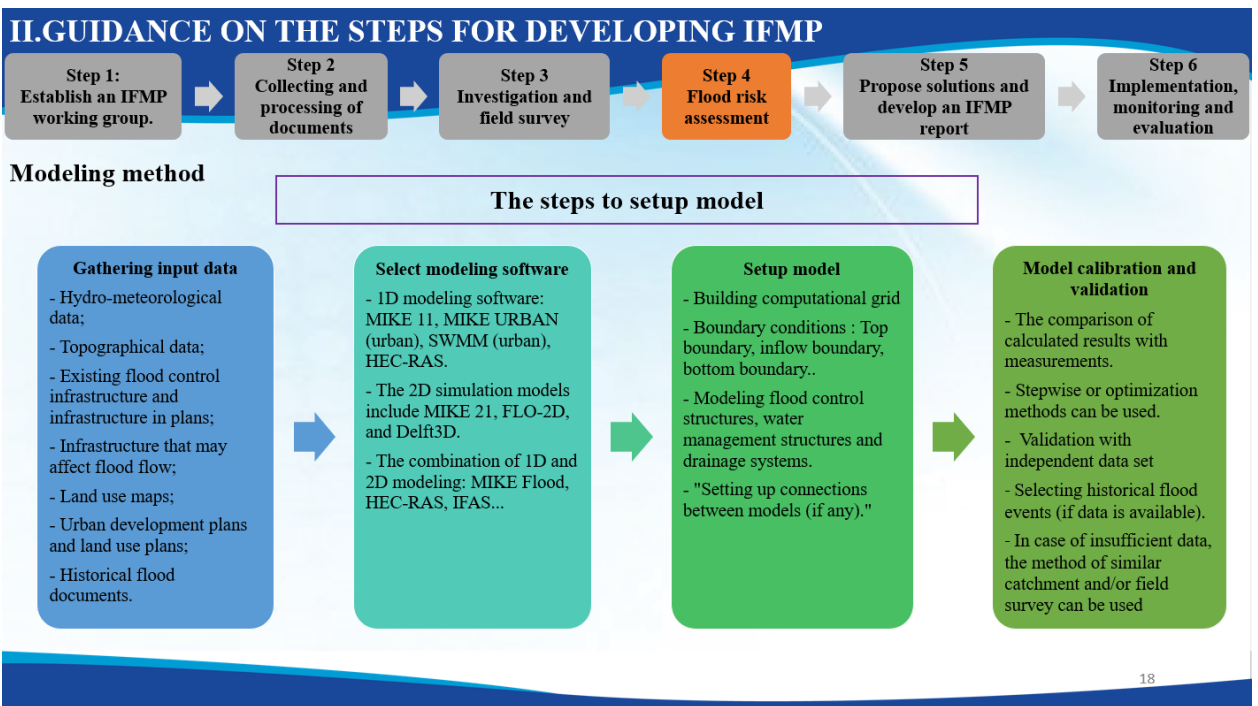 II.GUIDANCE ON THE STEPS FOR DEVELOPING IFMP
Step 1:
Establish an IFMP
working group.
Step 2
Collecting and
processing of
documents
Step 3
Investigation and
field survey
Step 4
Flood risk
assessment
Step 5
Propose solutions and
develop an IFMP
report
Step 6
Implementation,
monitoring and
evaluation
Modeling method
The steps to setup model
Gathering input data
- Hydro-meteorological
data;
- Topographical data;
- Existing flood control
infrastructure and
infrastructure in plans;
- Infrastructure that may
affect flood flow;
- Land use maps;
- Urban development plans
and land use plans;
- Historical flood
documents.
Select modeling software
- 1D modeling software:
MIKE 11, MIKE URBAN
(urban), SWMM (urban),
HEC-RAS.
- The 2D simulation models
include MIKE 21, FLO-2D,
and Delft3D.
- The combination of 1D and
2D modeling: MIKE Flood,
HEC-RAS, IFAS...
Setup model
- Building computational grid
- Boundary conditions : Top
boundary, inflow boundary,
bottom boundary..
- Modeling flood control
structures, water
management structures and
drainage systems.
- "Setting up connections
between models (if any)."
Model calibration and
validation
- The comparison of
calculated results with
measurements.
- Stepwise or optimization
methods can be used.
- Validation with
independent data set
- Selecting historical flood
events (if data is available).
- In case of insufficient data,
the method of similar
catchment and/or field
survey can be used
18